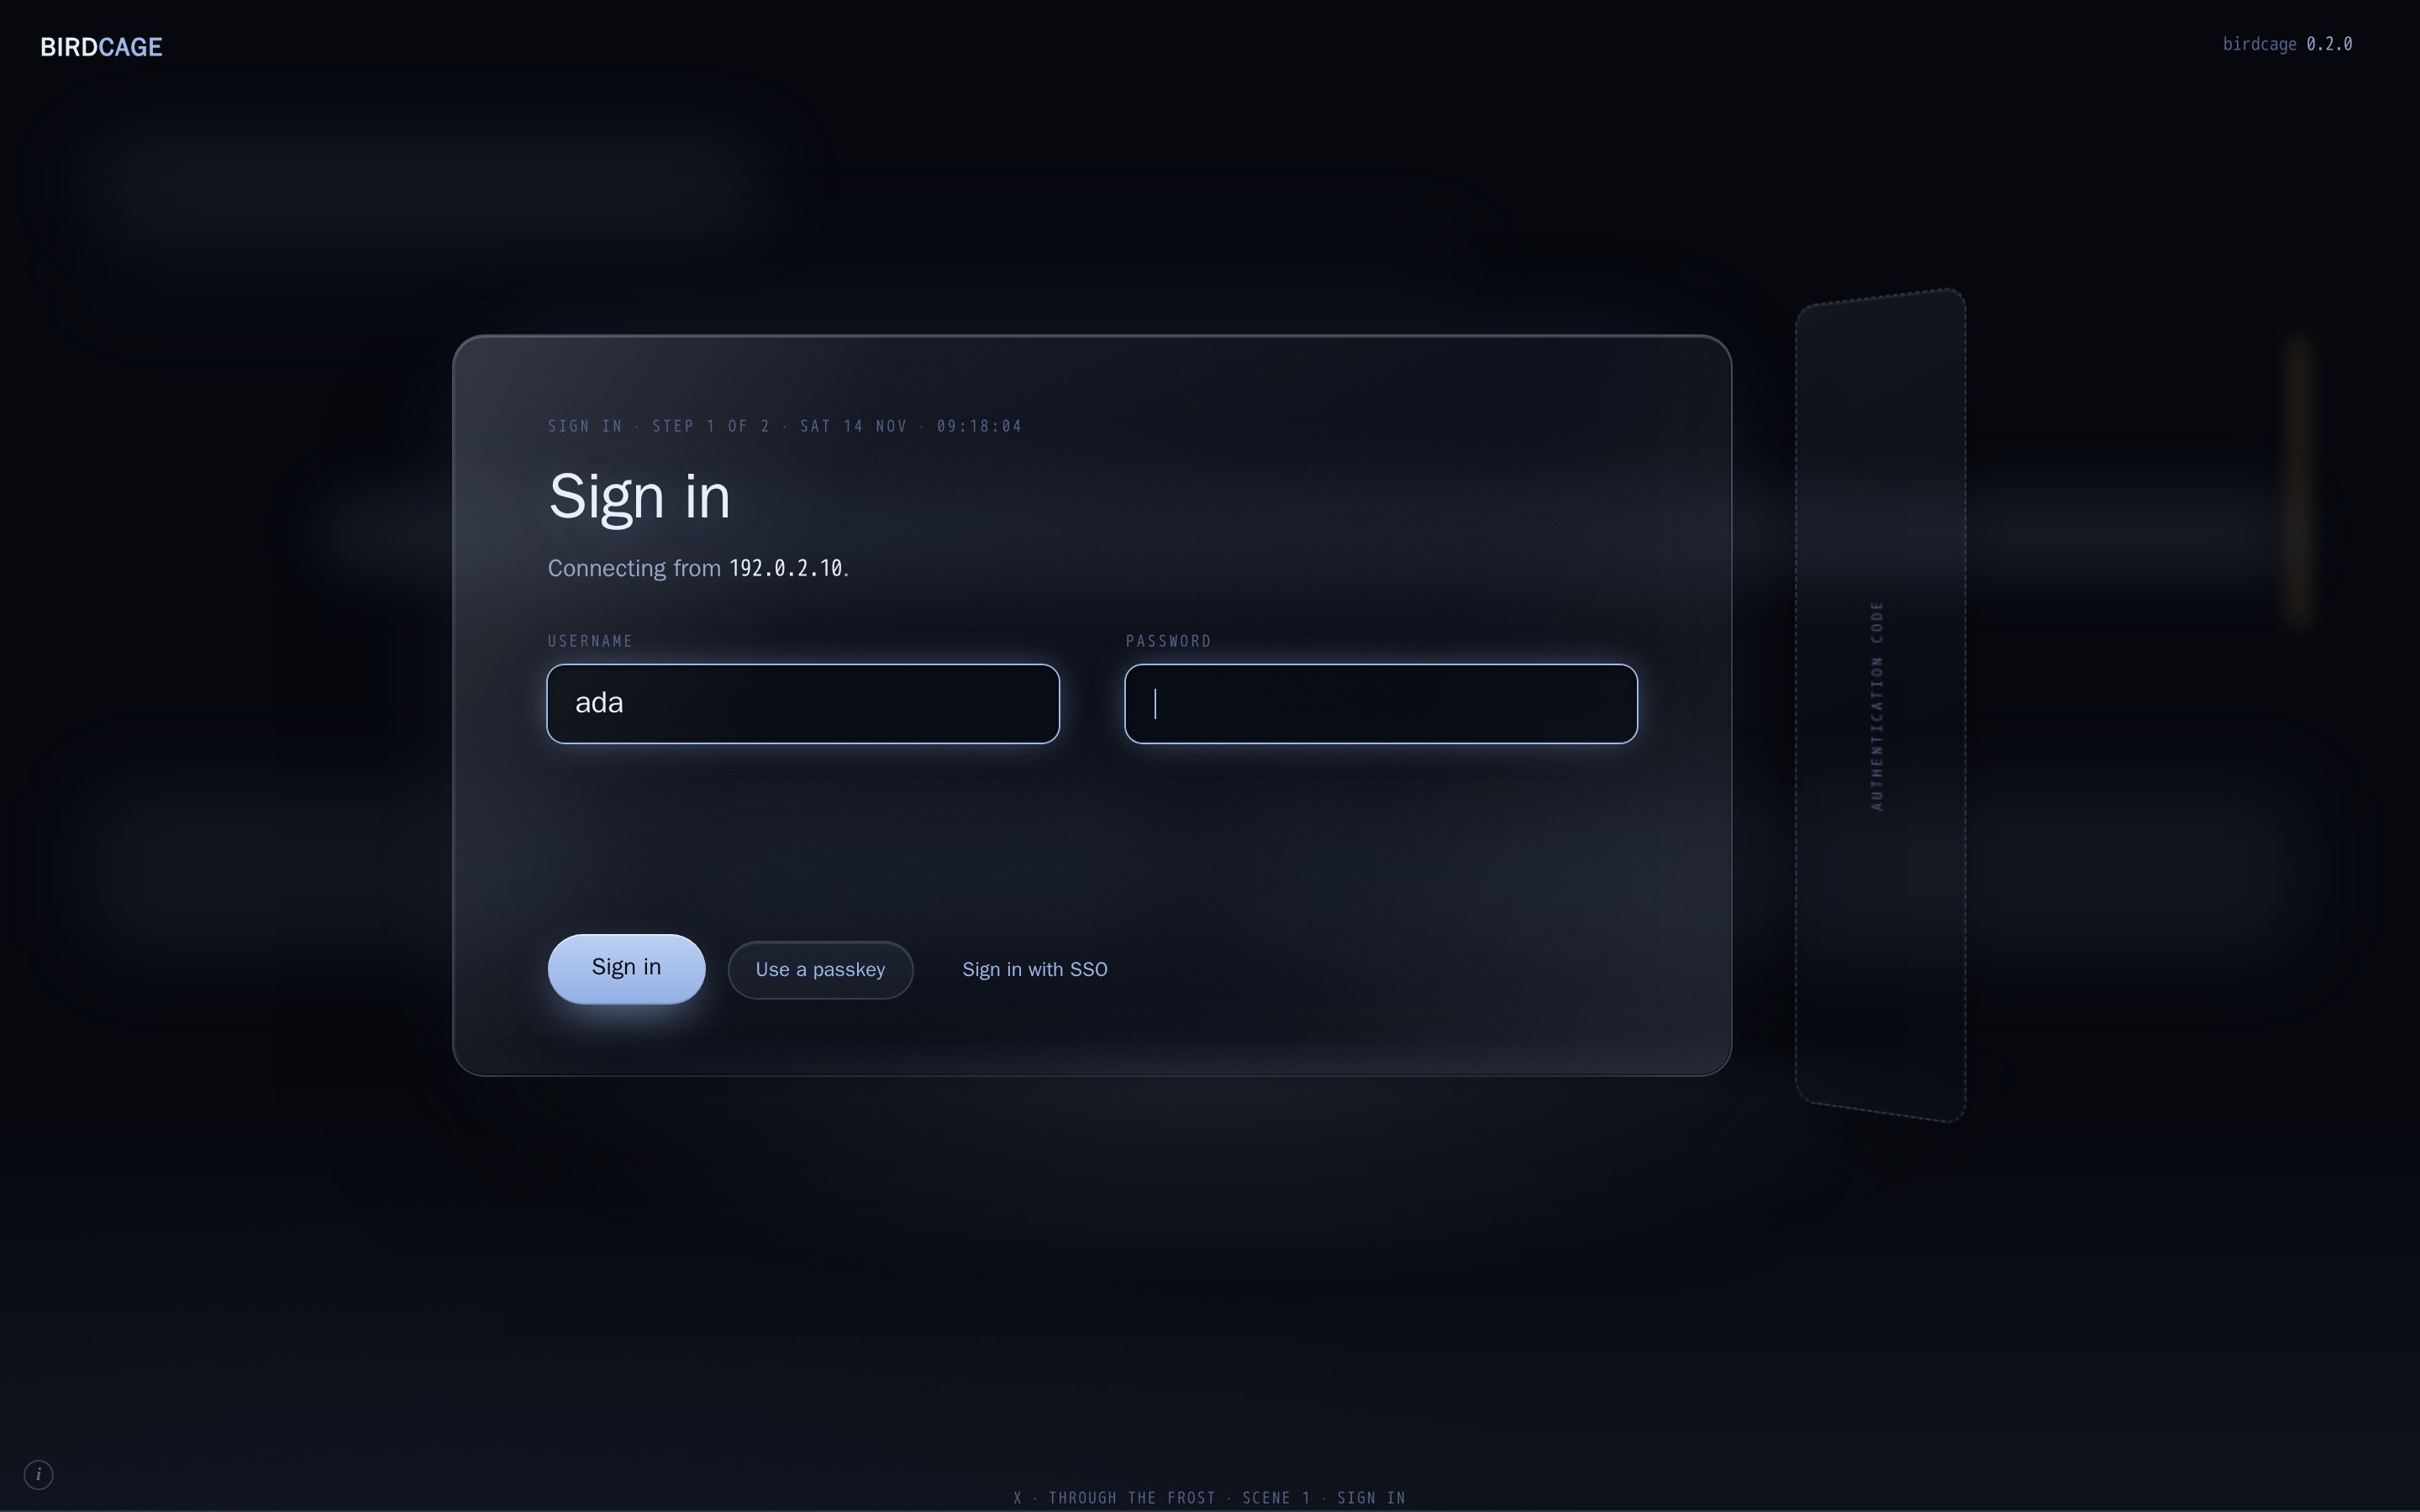 BIRDCAGE
birdcage 0.2.0
SIGN IN · STEP 1 OF 2 · SAT 14 NOV · 09:18:04
Sign in
Connecting from 192.0.2.10.
USERNAME
PASSWORD
ada
Sign in
Use a passkey
Sign in with SSO
AUTHENTICATION CODE
i
X · THROUGH THE FROST · SCENE 1 · SIGN IN